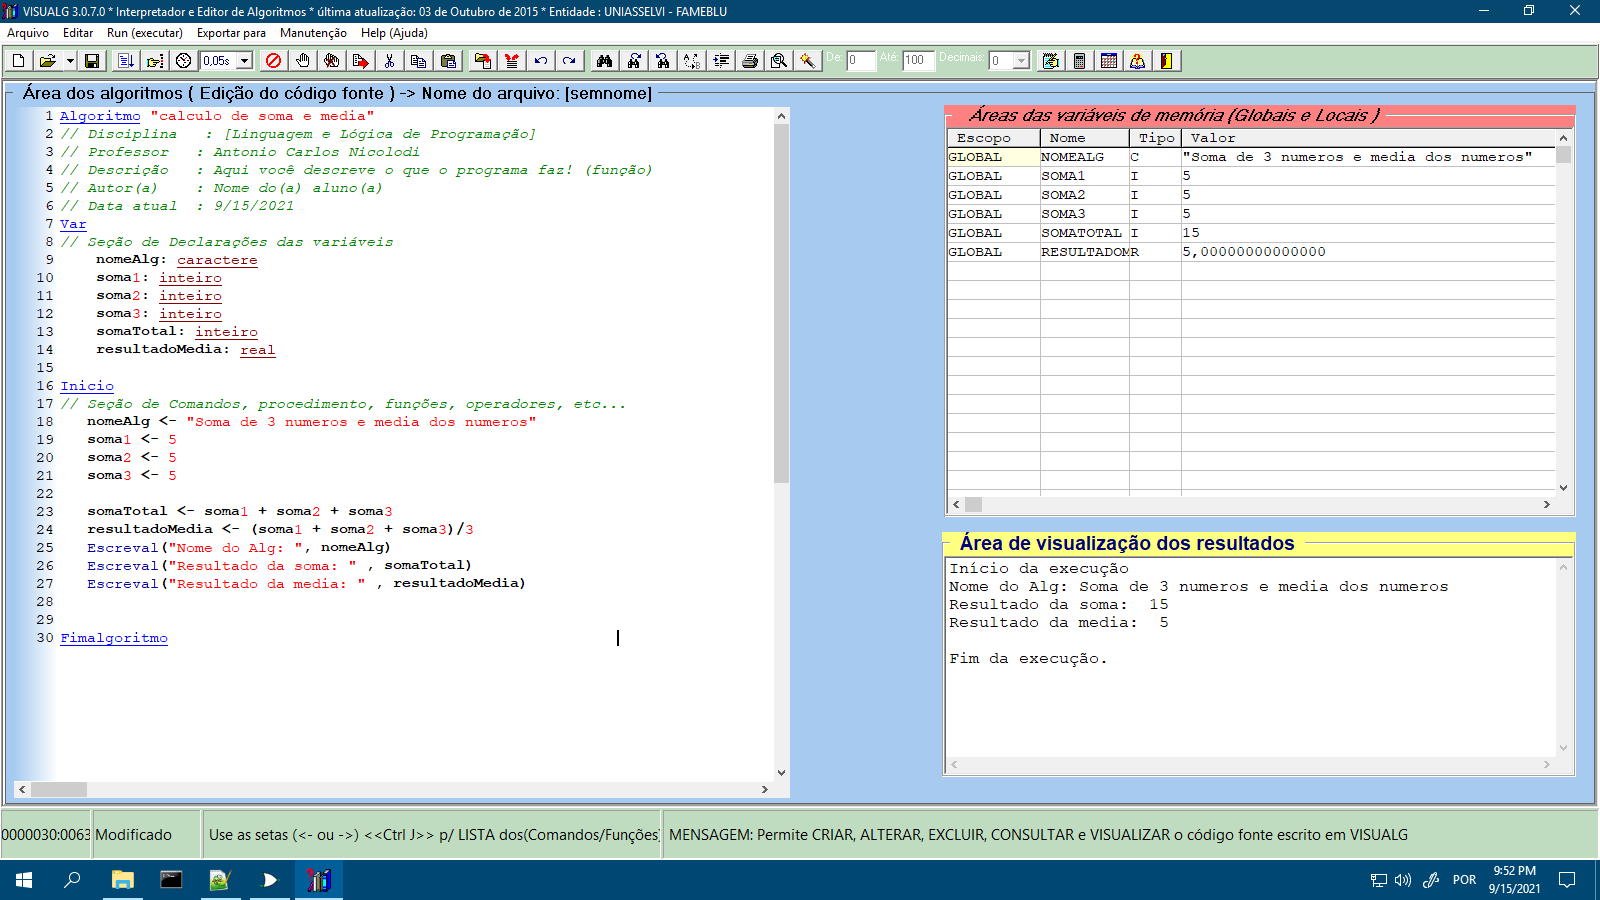 VISUALG 3.0.7.0 * Interpretador e Editor de Algoritmos * última atualização: 03 de Outubro de 2015 * Entidade : UNIASSELVI - FAMEBLU
Arquivo Editar Run (executar) Exportar para Manutenção Help (Ajuda)
0,05s De: 0 Até: 100 Decimais: 0
Área dos algoritmos ( Edição do código fonte ) -> Nome do arquivo: [semnome]
1 Algoritmo "calculo de soma e media"
2 // Disciplina : [Linguagem e Lógica de Programação]
3 // Professor : Antonio Carlos Nicolodi
4 // Descrição : Aqui você descreve o que o programa faz! (função)
5 // Autor(a) : Nome do(a) aluno(a)
6 // Data atual : 9/15/2021
7 Var
8 // Seção de Declarações das variáveis
9 nomeAlg: caractere
10 soma1: inteiro
11 soma2: inteiro
12 soma3: inteiro
13 somaTotal: inteiro
14 resultadoMedia: real
15
16 Inicio
17 // Seção de Comandos, procedimento, funções, operadores, etc...
18 nomeAlg <- "Soma de 3 numeros e media dos numeros"
19 soma1 <- 5
20 soma2 <- 5
21 soma3 <- 5
22
23 somaTotal <- soma1 + soma2 + soma3
24 resultadoMedia <- (soma1 + soma2 + soma3)/3
25 Escreval("Nome do Alg: ", nomeAlg)
26 Escreval("Resultado da soma: " , somaTotal)
27 Escreval("Resultado da media: " , resultadoMedia)
28
29
30 Fimalgoritmo
Áreas das variáveis de memória (Globais e Locais )
Escopo Nome Tipo Valor
GLOBAL NOMEALG C "Soma de 3 numeros e media dos numeros"
GLOBAL SOMA1 I 5
GLOBAL SOMA2 I 5
GLOBAL SOMA3 I 5
GLOBAL SOMATOTAL I 15
GLOBAL RESULTADOM R 5,00000000000000
Área de visualização dos resultados
Início da execução
Nome do Alg: Soma de 3 numeros e media dos numeros
Resultado da soma: 15
Resultado da media: 5
Fim da execução.
0000030:0063 Modificado Use as setas (<- ou ->) <<Ctrl J>> p/ LISTA dos(Comandos/Funções) MENSAGEM: Permite CRIAR, ALTERAR, EXCLUIR, CONSULTAR e VISUALIZAR o código fonte escrito em VISUALG
POR 9:52 PM
9/15/2021